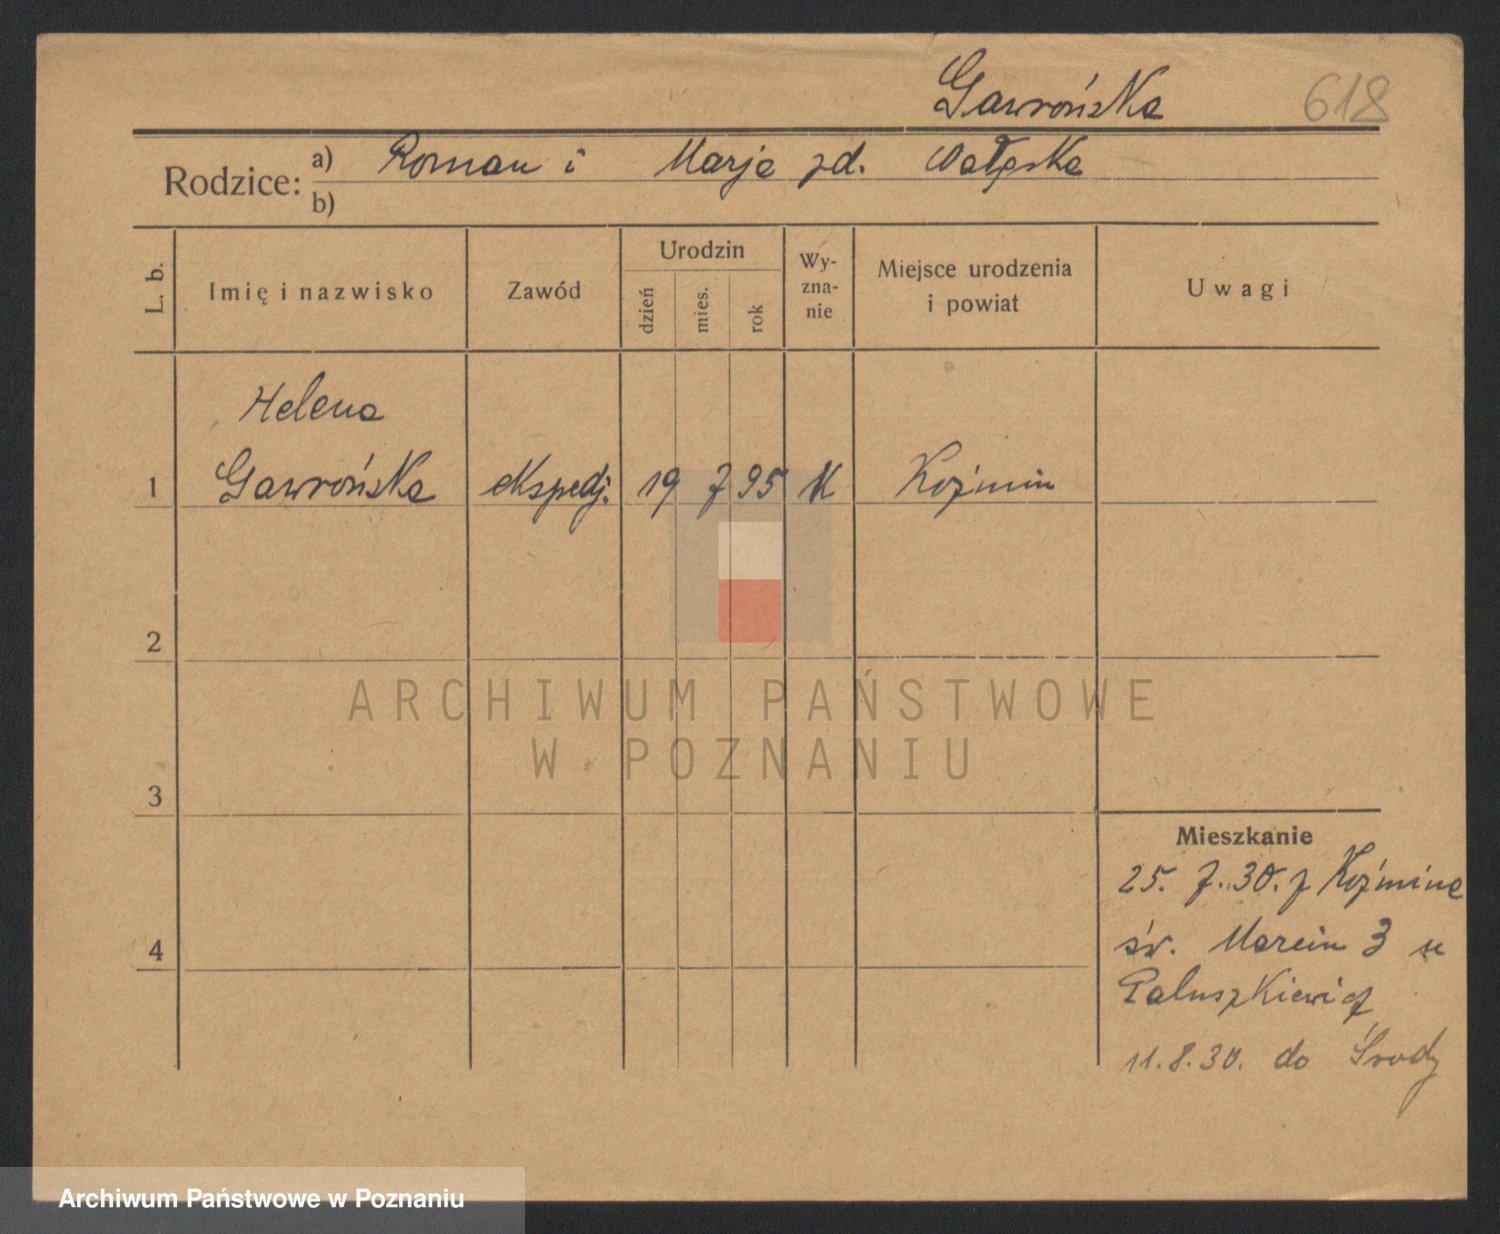 Gawrońska 618
Rodzice: a) Roman i Marja zd.
b)
L. b. Imię i nazwisko Zawód Urodzin dzień mies. rok Wy-zna-nie Miejsce urodzenia i powiat Uwagi
Helena
1 Gawrońska ekspedj. 19 7 95 K Koźmin
2
ARCHIWUM PAŃSTWOWE
W POZNANIU
3
Mieszkanie
25. 7. 30. z Koźmina
4 św. Marcin 3 u
Paluszkiewicz
11.8.30. do Środy
Archiwum Państwowe w Poznaniu